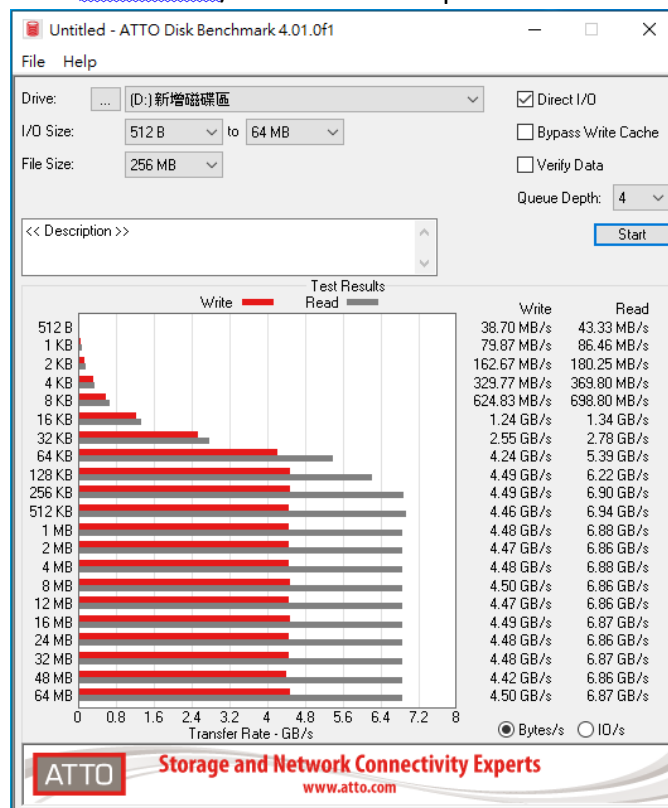 Untitled - ATTO Disk Benchmark 4.01.0f1
File Help
Drive: ... (D:)新增磁碟區 Direct I/O
I/O Size: 512 B to 64 MB Bypass Write Cache
File Size: 256 MB Verify Data
Queue Depth: 4
<< Description >> Start
Test Results
Write Read Write Read
512 B 38.70 MB/s 43.33 MB/s
1 KB 79.87 MB/s 86.46 MB/s
2 KB 162.67 MB/s 180.25 MB/s
4 KB 329.77 MB/s 369.80 MB/s
8 KB 624.83 MB/s 698.80 MB/s
16 KB 1.24 GB/s 1.34 GB/s
32 KB 2.55 GB/s 2.78 GB/s
64 KB 4.24 GB/s 5.39 GB/s
128 KB 4.49 GB/s 6.22 GB/s
256 KB 4.49 GB/s 6.90 GB/s
512 KB 4.46 GB/s 6.94 GB/s
1 MB 4.48 GB/s 6.88 GB/s
2 MB 4.47 GB/s 6.86 GB/s
4 MB 4.48 GB/s 6.88 GB/s
8 MB 4.50 GB/s 6.86 GB/s
12 MB 4.47 GB/s 6.86 GB/s
16 MB 4.49 GB/s 6.87 GB/s
24 MB 4.48 GB/s 6.86 GB/s
32 MB 4.48 GB/s 6.87 GB/s
48 MB 4.42 GB/s 6.86 GB/s
64 MB 4.50 GB/s 6.87 GB/s
0 0.8 1.6 2.4 3.2 4 4.8 5.6 6.4 7.2 8
Transfer Rate - GB/s Bytes/s IO/s
ATTO Storage and Network Connectivity Experts
www.atto.com